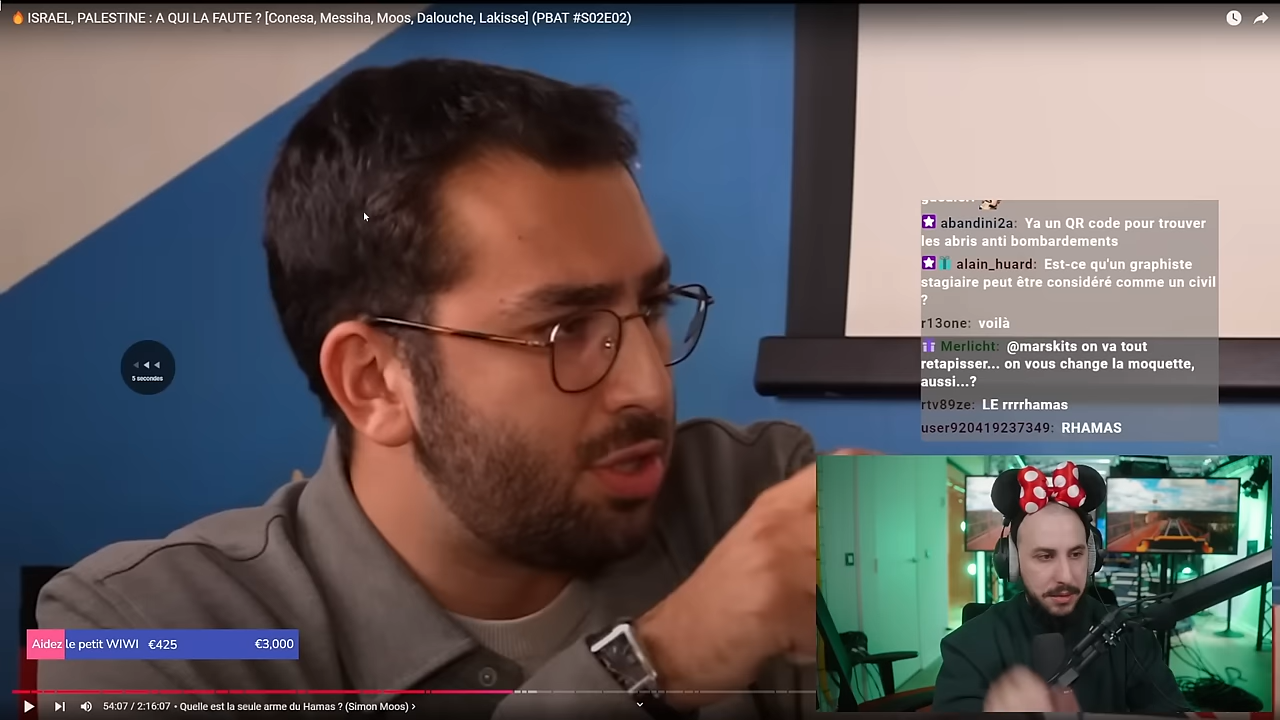 🔥 ISRAEL, PALESTINE : A QUI LA FAUTE ? [Conesa, Messiha, Moos, Dalouche, Lakisse] (PBAT #S02E02)
abandini2a: Ya un QR code pour trouver
les abris anti bombardements
alain_huard: Est-ce qu'un graphiste
stagiaire peut être considéré comme un civil
?
r13one: voilà
Merlicht: @marskits on va tout
retapisser... on vous change la moquette,
aussi...?
rtv89ze: LE rrrrhamas
user920419237349: RHAMAS
5 secondes
Aidez le petit WIWI €425 €3,000
54:07 / 2:16:07 • Quelle est la seule arme du Hamas ? (Simon Moos) ›